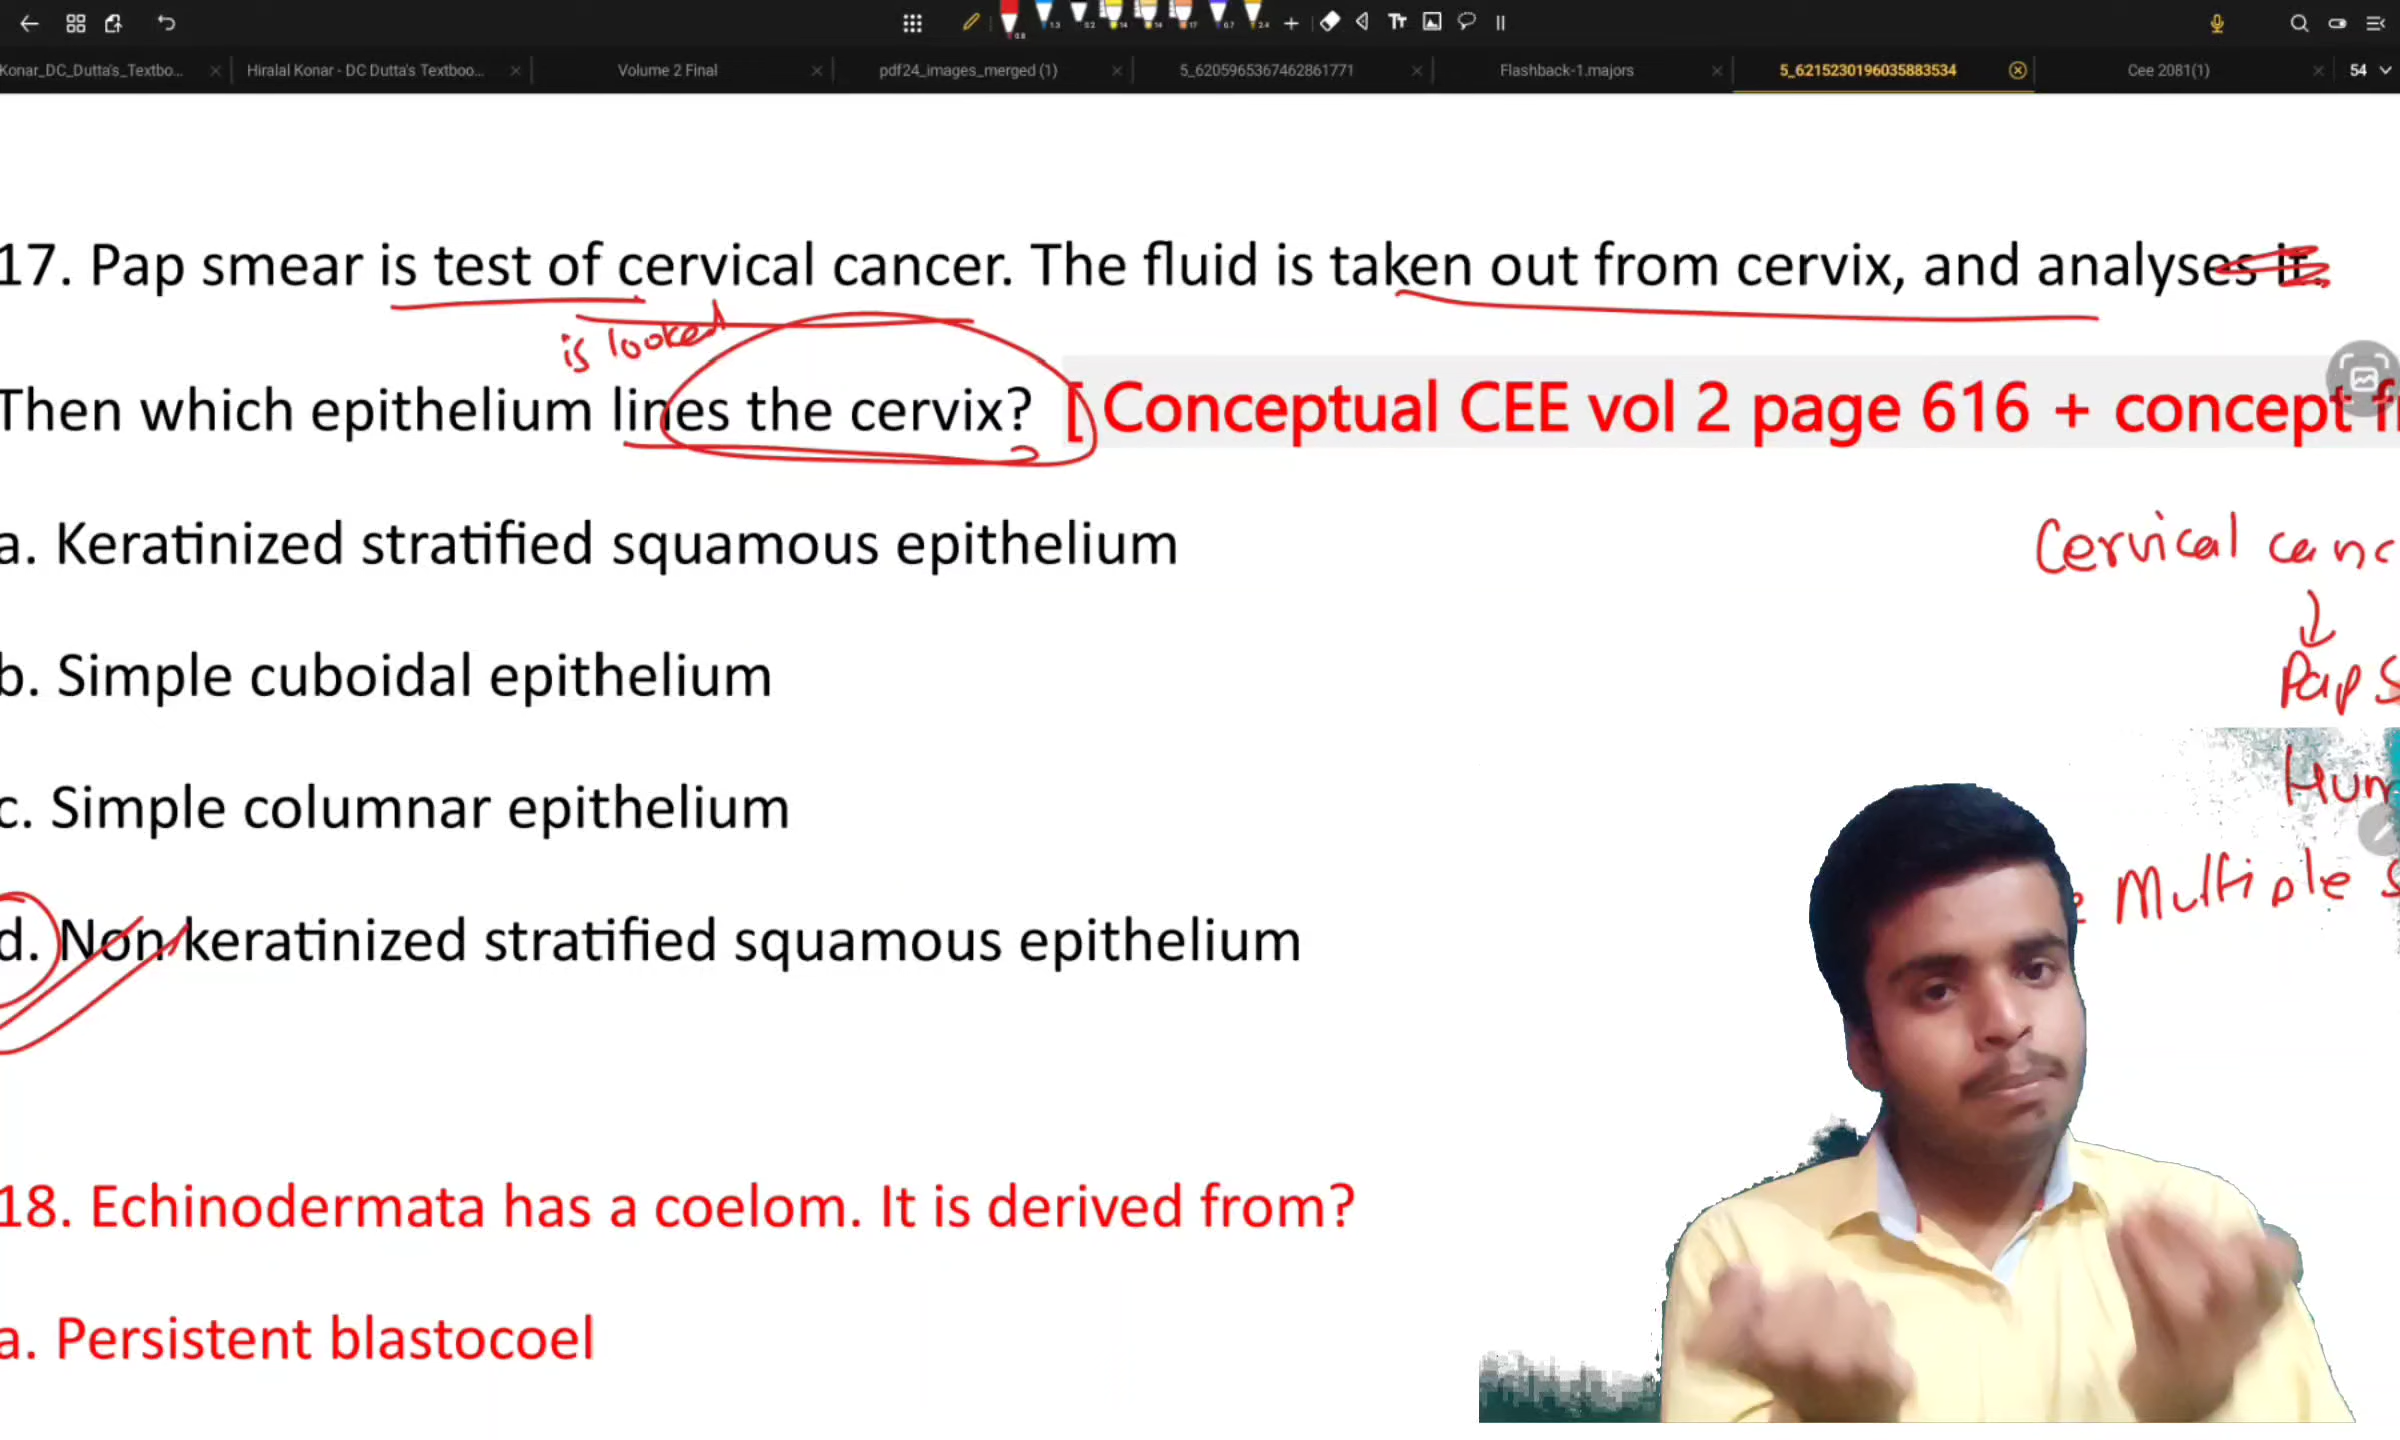 Konar_DC_Dutta's_Textbo...
Hiralal Konar - DC Dutta's Textboo...
Volume 2 Final
pdf24_images_merged (1)
5_6205965367462861771
Flashback-1.majors
5_6215230196035883534
Cee 2081(1)
54
17. Pap smear is test of cervical cancer. The fluid is taken out from cervix, and analyses it.
is looked
Then which epithelium lines the cervix? [ Conceptual CEE vol 2 page 616 + concept fr
a. Keratinized stratified squamous epithelium
Cervical canc
b. Simple cuboidal epithelium
Pap S
c. Simple columnar epithelium
Hum
Multiple s
d. Non keratinized stratified squamous epithelium
18. Echinodermata has a coelom. It is derived from?
a. Persistent blastocoel